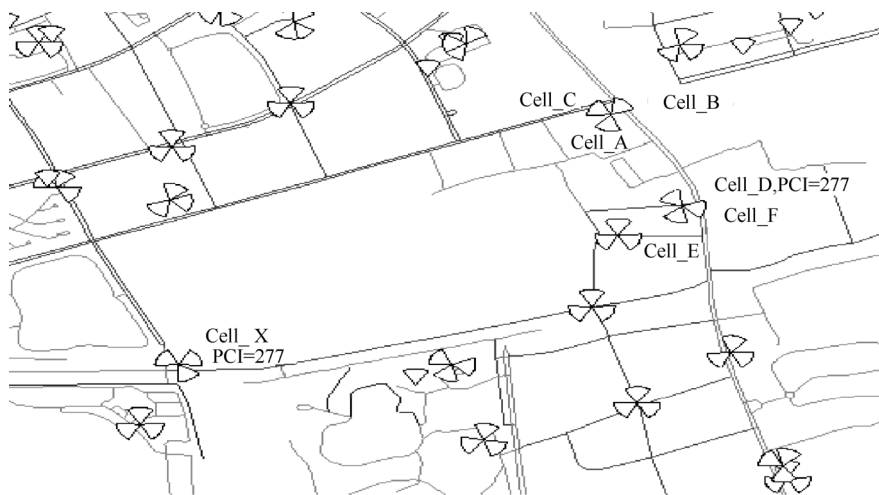 Cell_C
Cell_B
Cell_A
Cell_D,PCI=277
Cell_F
Cell_E
Cell_ X
PCI=277